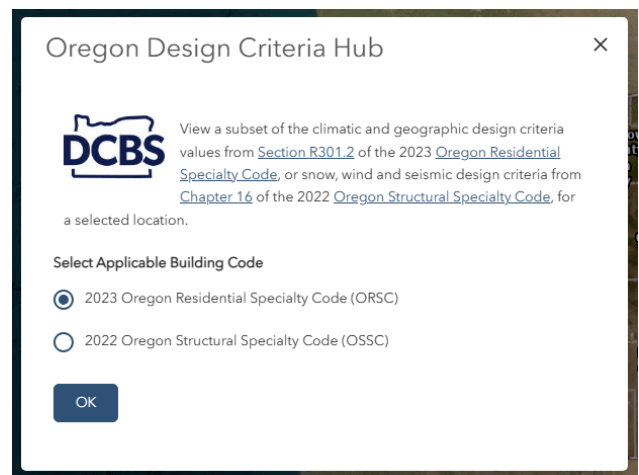 Oregon Design Criteria Hub
DCBS
View a subset of the climatic and geographic design criteria
values from Section R301.2 of the 2023 Oregon Residential
Specialty Code, or snow, wind and seismic design criteria from
Chapter 16 of the 2022 Oregon Structural Specialty Code, for
a selected location.
Select Applicable Building Code
2023 Oregon Residential Specialty Code (ORSC)
2022 Oregon Structural Specialty Code (OSSC)
OK